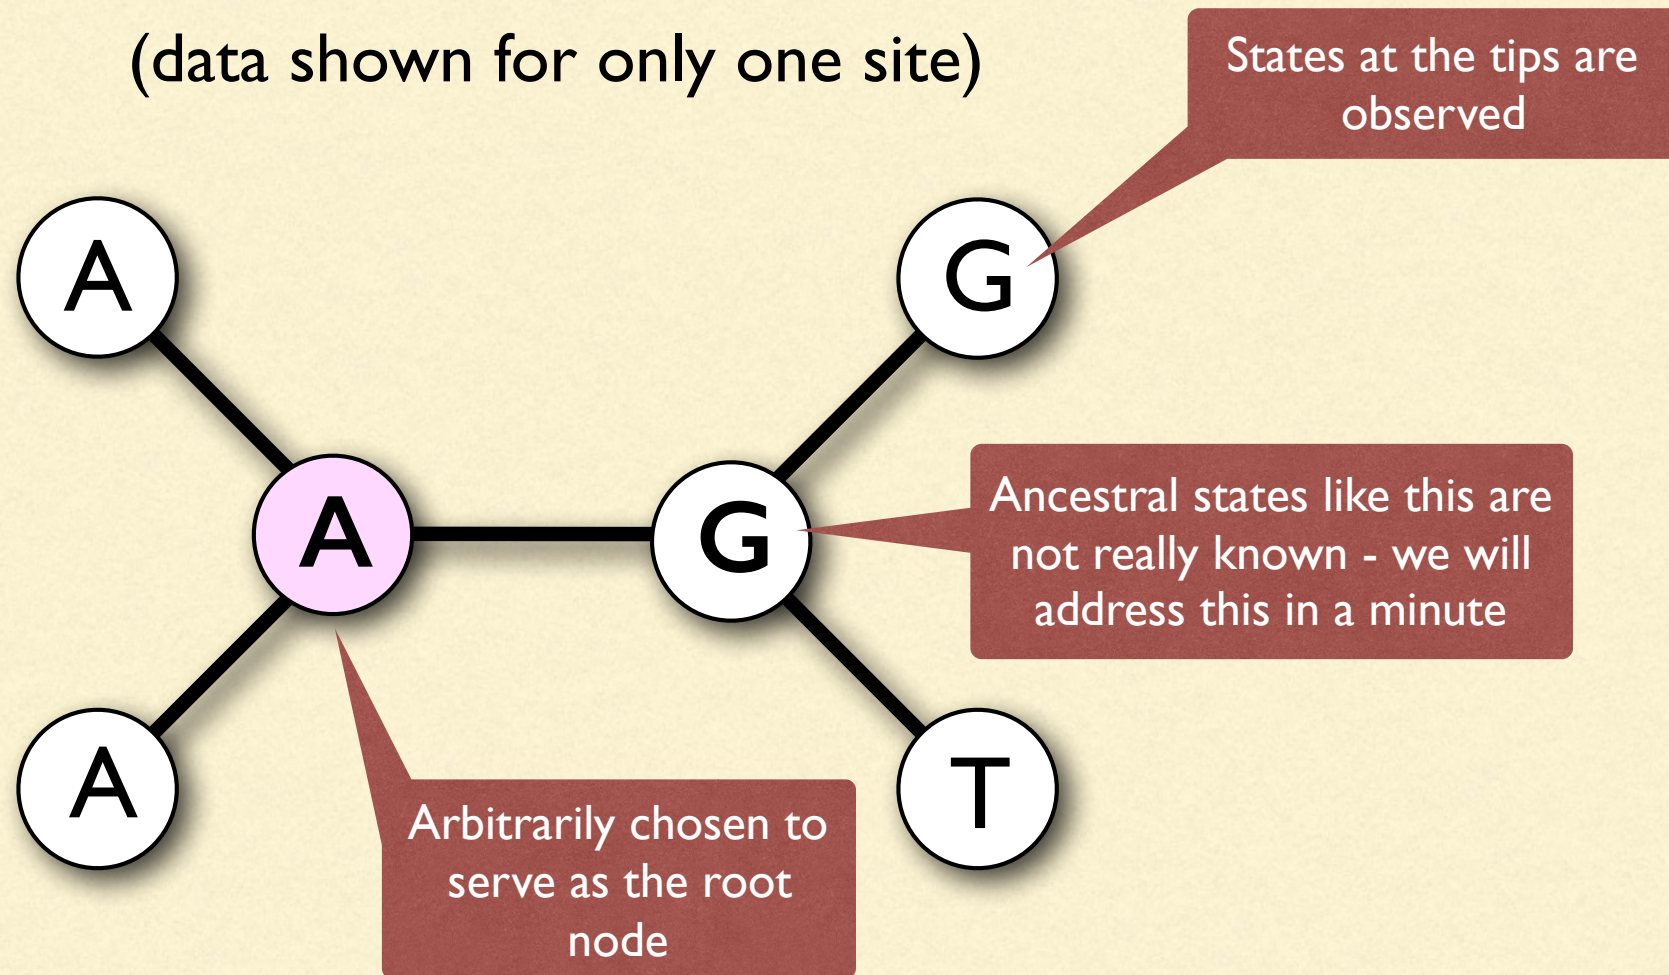 (data shown for only one site)
States at the tips are
observed
A
G
A
G
Ancestral states like this are
not really known - we will
address this in a minute
A
T
Arbitrarily chosen to
serve as the root
node